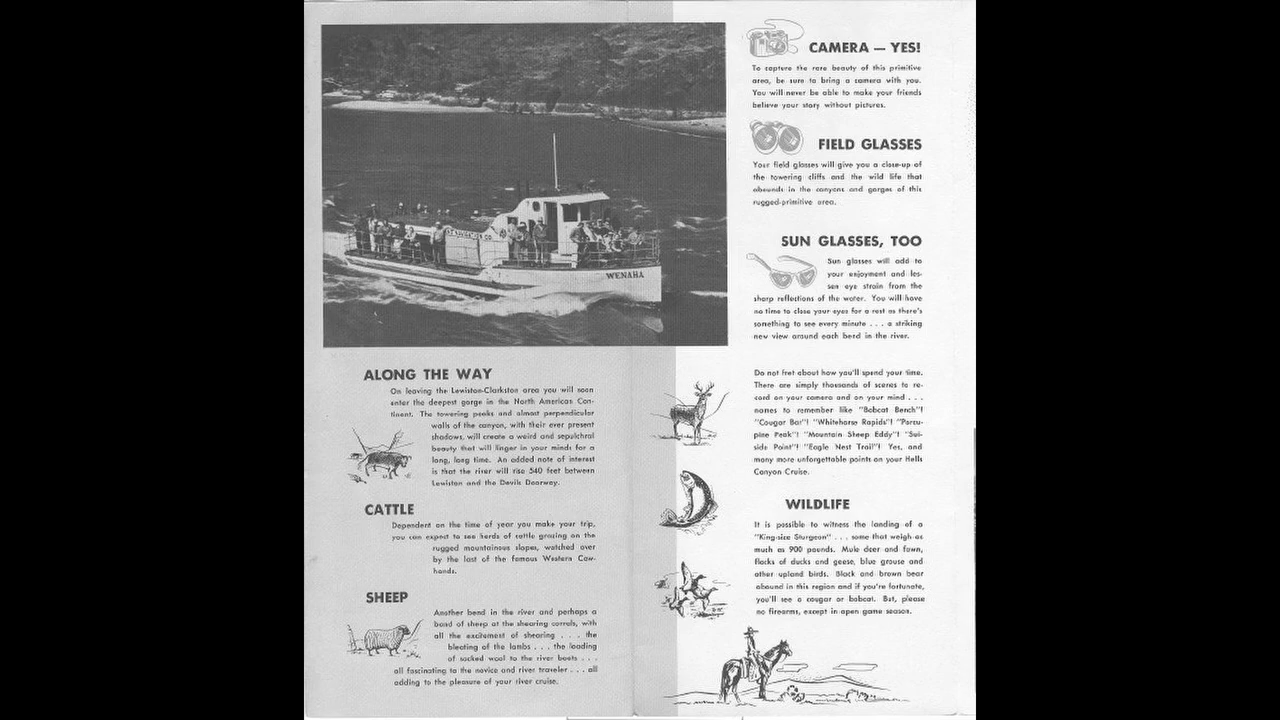 NAVIGATION CO.
WENAHA
ALONG THE WAY
On leaving the Lewiston-Clarkston area you will soon
enter the deepest gorge in the North American Con-
tinent. The towering peaks and almost perpendicular
walls of the canyon, with their ever present
shadows, will create a weird and sepulchral
beauty that will linger in your minds for a
long, long time. An added note of interest
is that the river will rise 540 feet between
Lewiston and the Devils Doorway.
CATTLE
Dependent on the time of year you make your trip,
you can expect to see herds of cattle grazing on the
rugged mountainous slopes, watched over
by the last of the famous Western Cow-
hands.
SHEEP
Another bend in the river and perhaps a
band of sheep at the shearing corrals, with
all the excitement of shearing . . . the
bleating of the lambs . . . the loading
of sacked wool to the river boats . . .
all fascinating to the novice and river traveler . . . all
adding to the pleasure of your river cruise.
CAMERA — YES!
To capture the rare beauty of this primitive
area, be sure to bring a camera with you.
You will never be able to make your friends
believe your story without pictures.
FIELD GLASSES
Your field glasses will give you a close-up of
the towering cliffs and the wild life that
abounds in the canyons and gorges of this
rugged-primitive area.
SUN GLASSES, TOO
Sun glasses will add to
your enjoyment and les-
sen eye strain from the
sharp reflections of the water. You will have
no time to close your eyes for a rest as there's
something to see every minute . . . a striking
new view around each bend in the river.
Do not fret about how you'll spend your time.
There are simply thousands of scenes to re-
cord on your camera and on your mind . . .
names to remember like "Bobcat Bench"!
"Cougar Bar"! "Whitehorse Rapids"! "Porcu-
pine Peak"! "Mountain Sheep Eddy"! "Sui-
side Point"! "Eagle Nest Trail"! Yes, and
many more unforgettable points on your Hells
Canyon Cruise.
WILDLIFE
It is possible to witness the landing of a
"King-size Sturgeon" . . . some that weigh as
much as 900 pounds. Mule deer and fawn,
flocks of ducks and geese, blue grouse and
other upland birds. Black and brown bear
abound in this region and if you're fortunate,
you'll see a cougar or bobcat. But, please
no firearms, except in open game season.